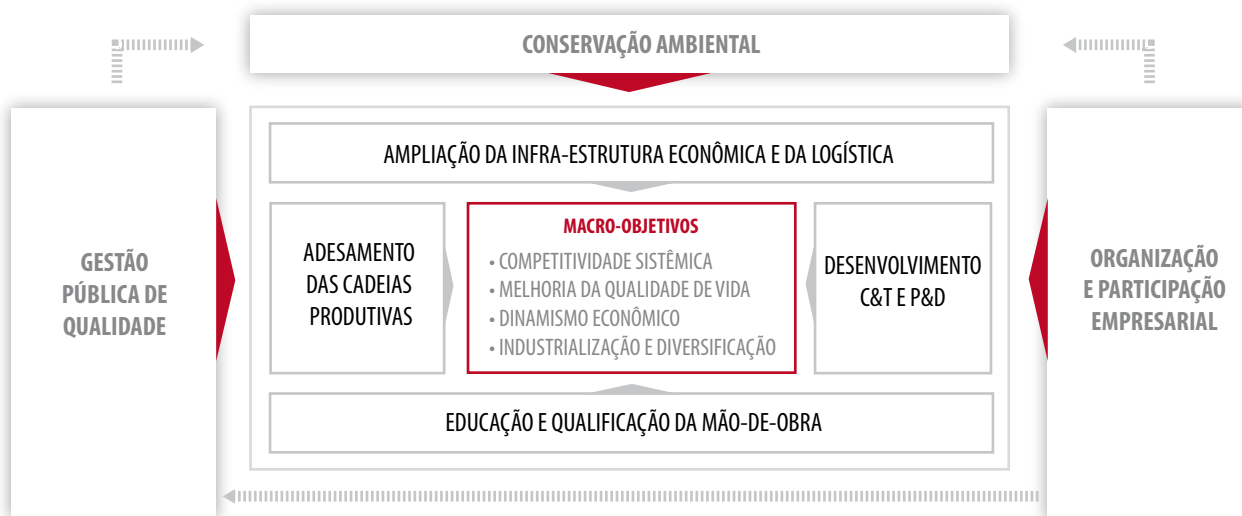 CONSERVAÇÃO AMBIENTAL
AMPLIAÇÃO DA INFRA-ESTRUTURA ECONÔMICA E DA LOGÍSTICA
GESTÃO
PÚBLICA DE
QUALIDADE
ADESAMENTO
DAS CADEIAS
PRODUTIVAS
MACRO-OBJETIVOS
• COMPETITIVIDADE SISTÊMICA
• MELHORIA DA QUALIDADE DE VIDA
• DINAMISMO ECONÔMICO
• INDUSTRIALIZAÇÃO E DIVERSIFICAÇÃO
DESENVOLVIMENTO
C&T E P&D
ORGANIZAÇÃO
E PARTICIPAÇÃO
EMPRESARIAL
EDUCAÇÃO E QUALIFICAÇÃO DA MÃO-DE-OBRA